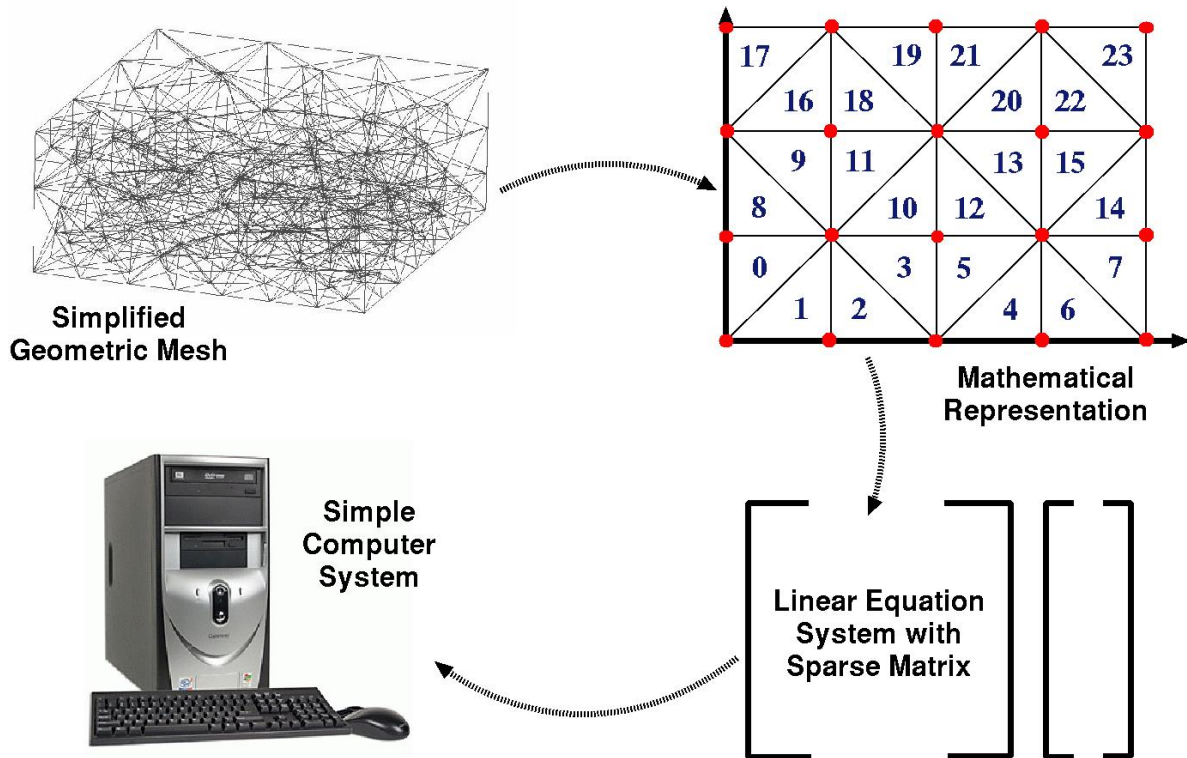 17 19 21 23
16 18 20 22
9 11 13 15
8 10 12 14
0 3 5 7
1 2 4 6
Simplified
Geometric Mesh
Mathematical
Representation
Simple
Computer
System
Linear Equation
System with
Sparse Matrix